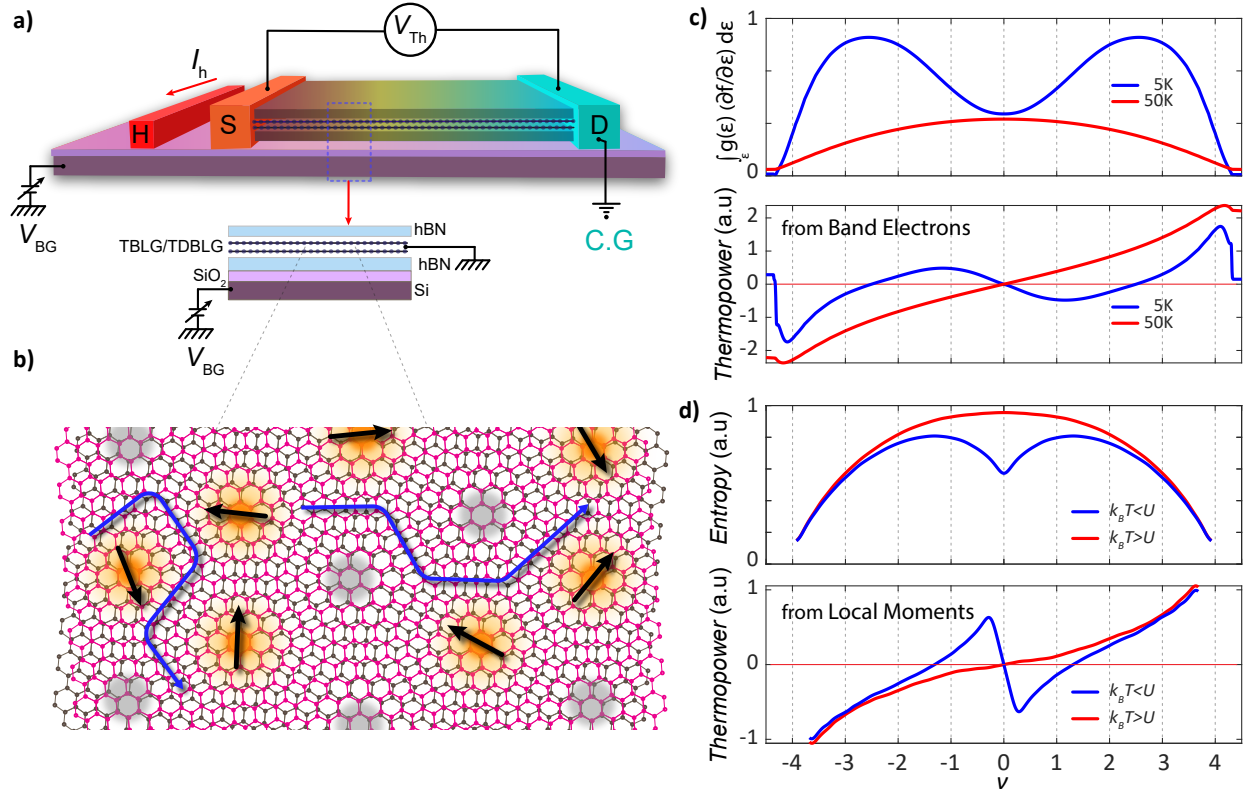 a)
V_Th
I_h
H
S
D
V_BG
C.G
hBN
TBLG/TDBLG
hBN
SiO₂
Si
V_BG
b)
c)
∫_ε g(ε) (∂f/∂ε) dε
1
0
5K
50K
Thermopower (a.u)
2
1
0
-1
-2
from Band Electrons
5K
50K
d)
Entropy (a.u)
1
0
k_BT<U
k_BT>U
Thermopower (a.u)
1
0
-1
from Local Moments
k_BT<U
k_BT>U
-4 -3 -2 -1 0 1 2 3 4
ν